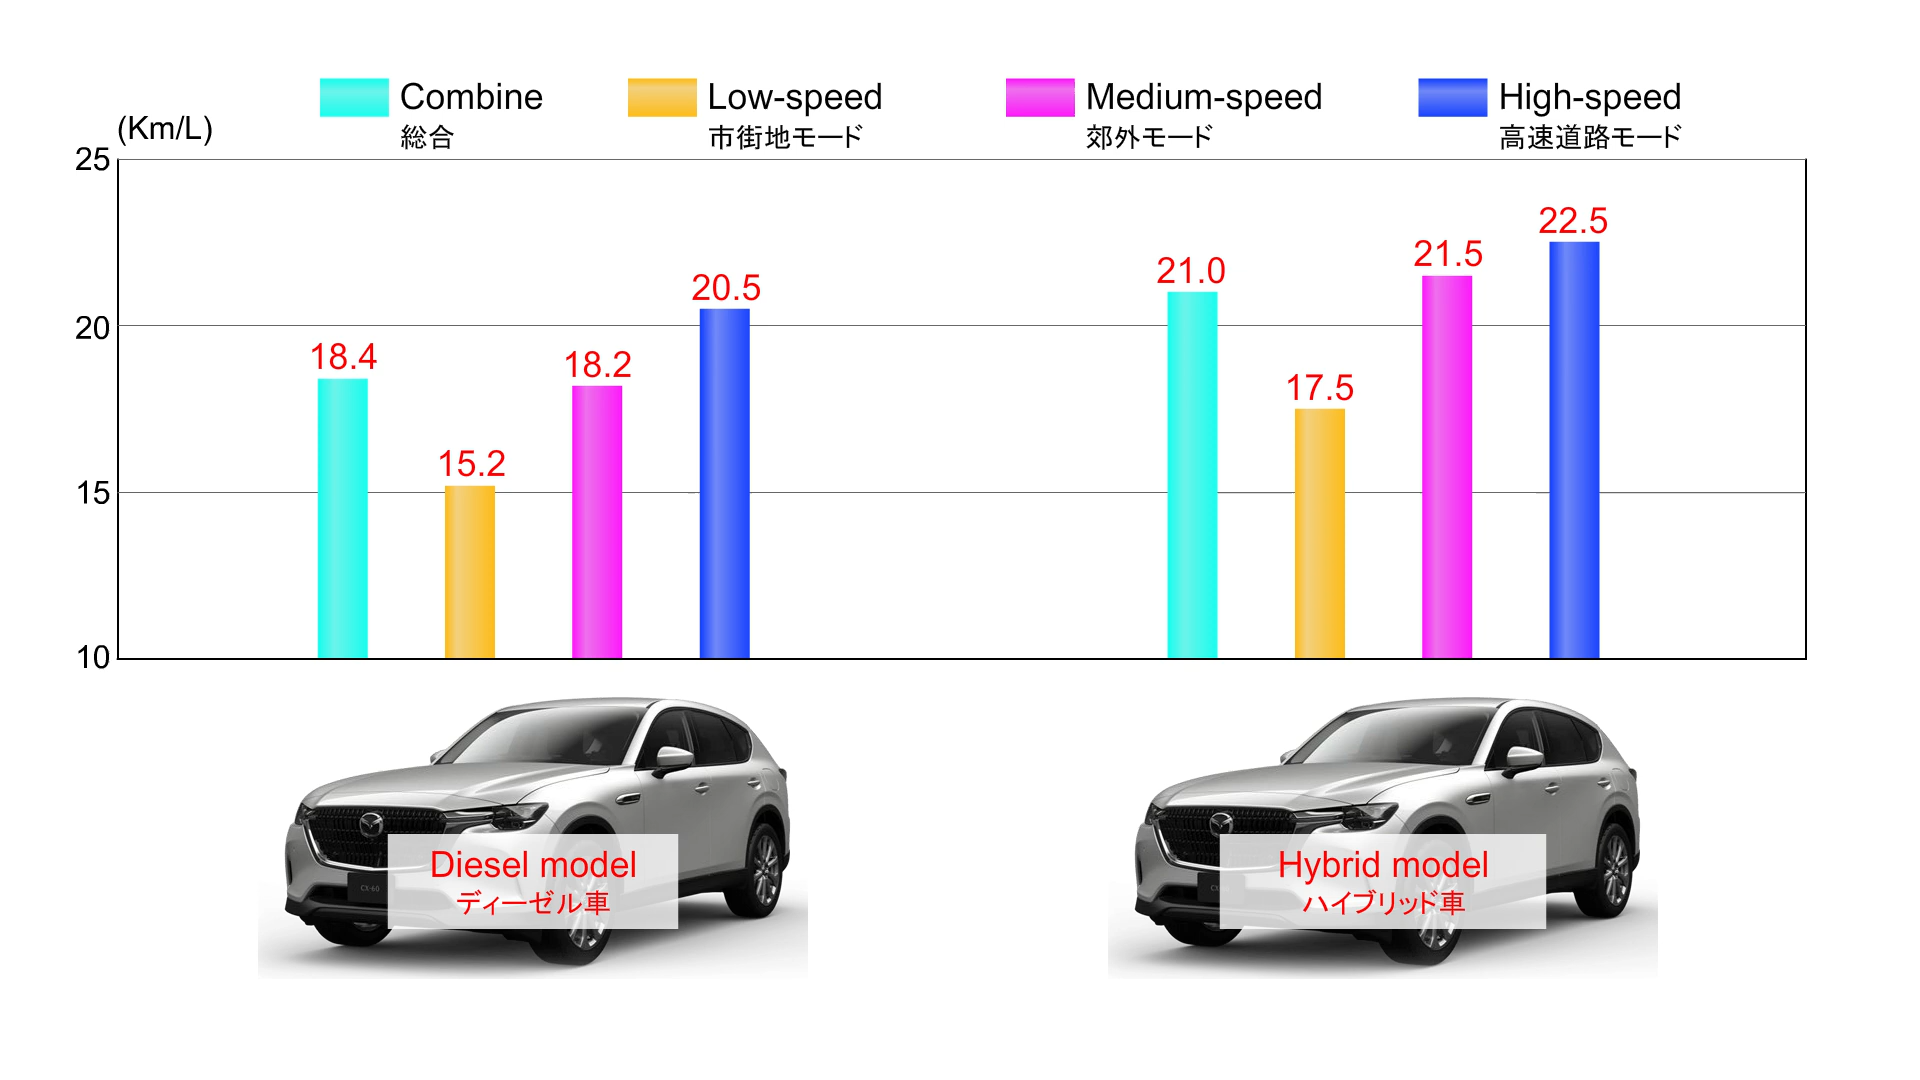 Combine
総合
Low-speed
市街地モード
Medium-speed
郊外モード
High-speed
高速道路モード
(Km/L)
25
20
15
10
18.4
15.2
18.2
20.5
21.0
17.5
21.5
22.5
CX-60
Diesel model
ディーゼル車
Hybrid model
ハイブリッド車